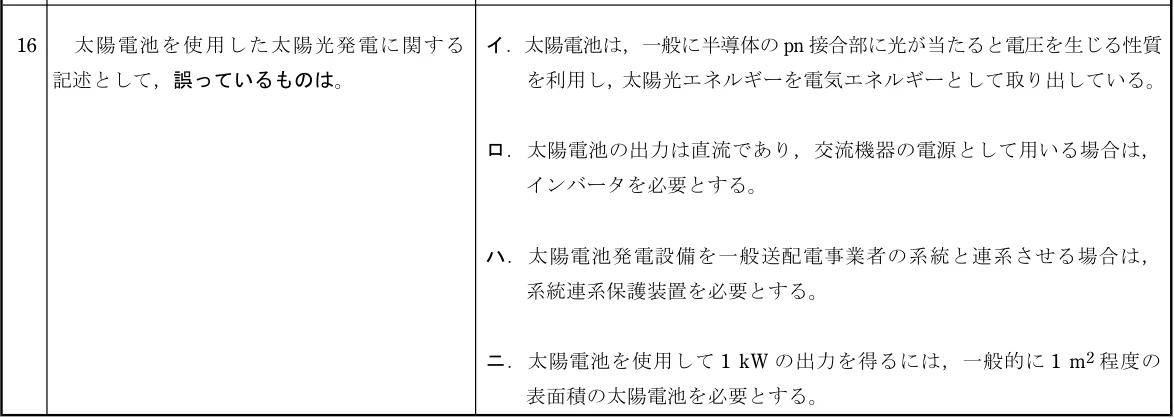 16
太陽電池を使用した太陽光発電に関する
記述として，誤っているものは。
イ．太陽電池は，一般に半導体の pn 接合部に光が当たると電圧を生じる性質
を利用し，太陽光エネルギーを電気エネルギーとして取り出している。
ロ．太陽電池の出力は直流であり，交流機器の電源として用いる場合は，
インバータを必要とする。
ハ．太陽電池発電設備を一般送配電事業者の系統と連系させる場合は，
系統連系保護装置を必要とする。
ニ．太陽電池を使用して 1 kW の出力を得るには，一般的に 1 m² 程度の
表面積の太陽電池を必要とする。